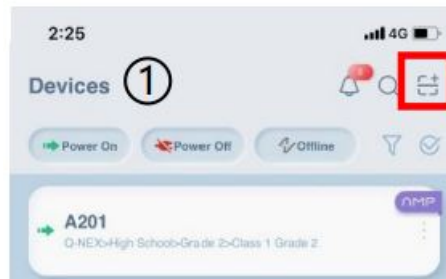 2:25 4G
Devices ①
Power On Power Off Offline
AMP
A201
Q-NEX>High School>Grade 2>Class 1 Grade 2